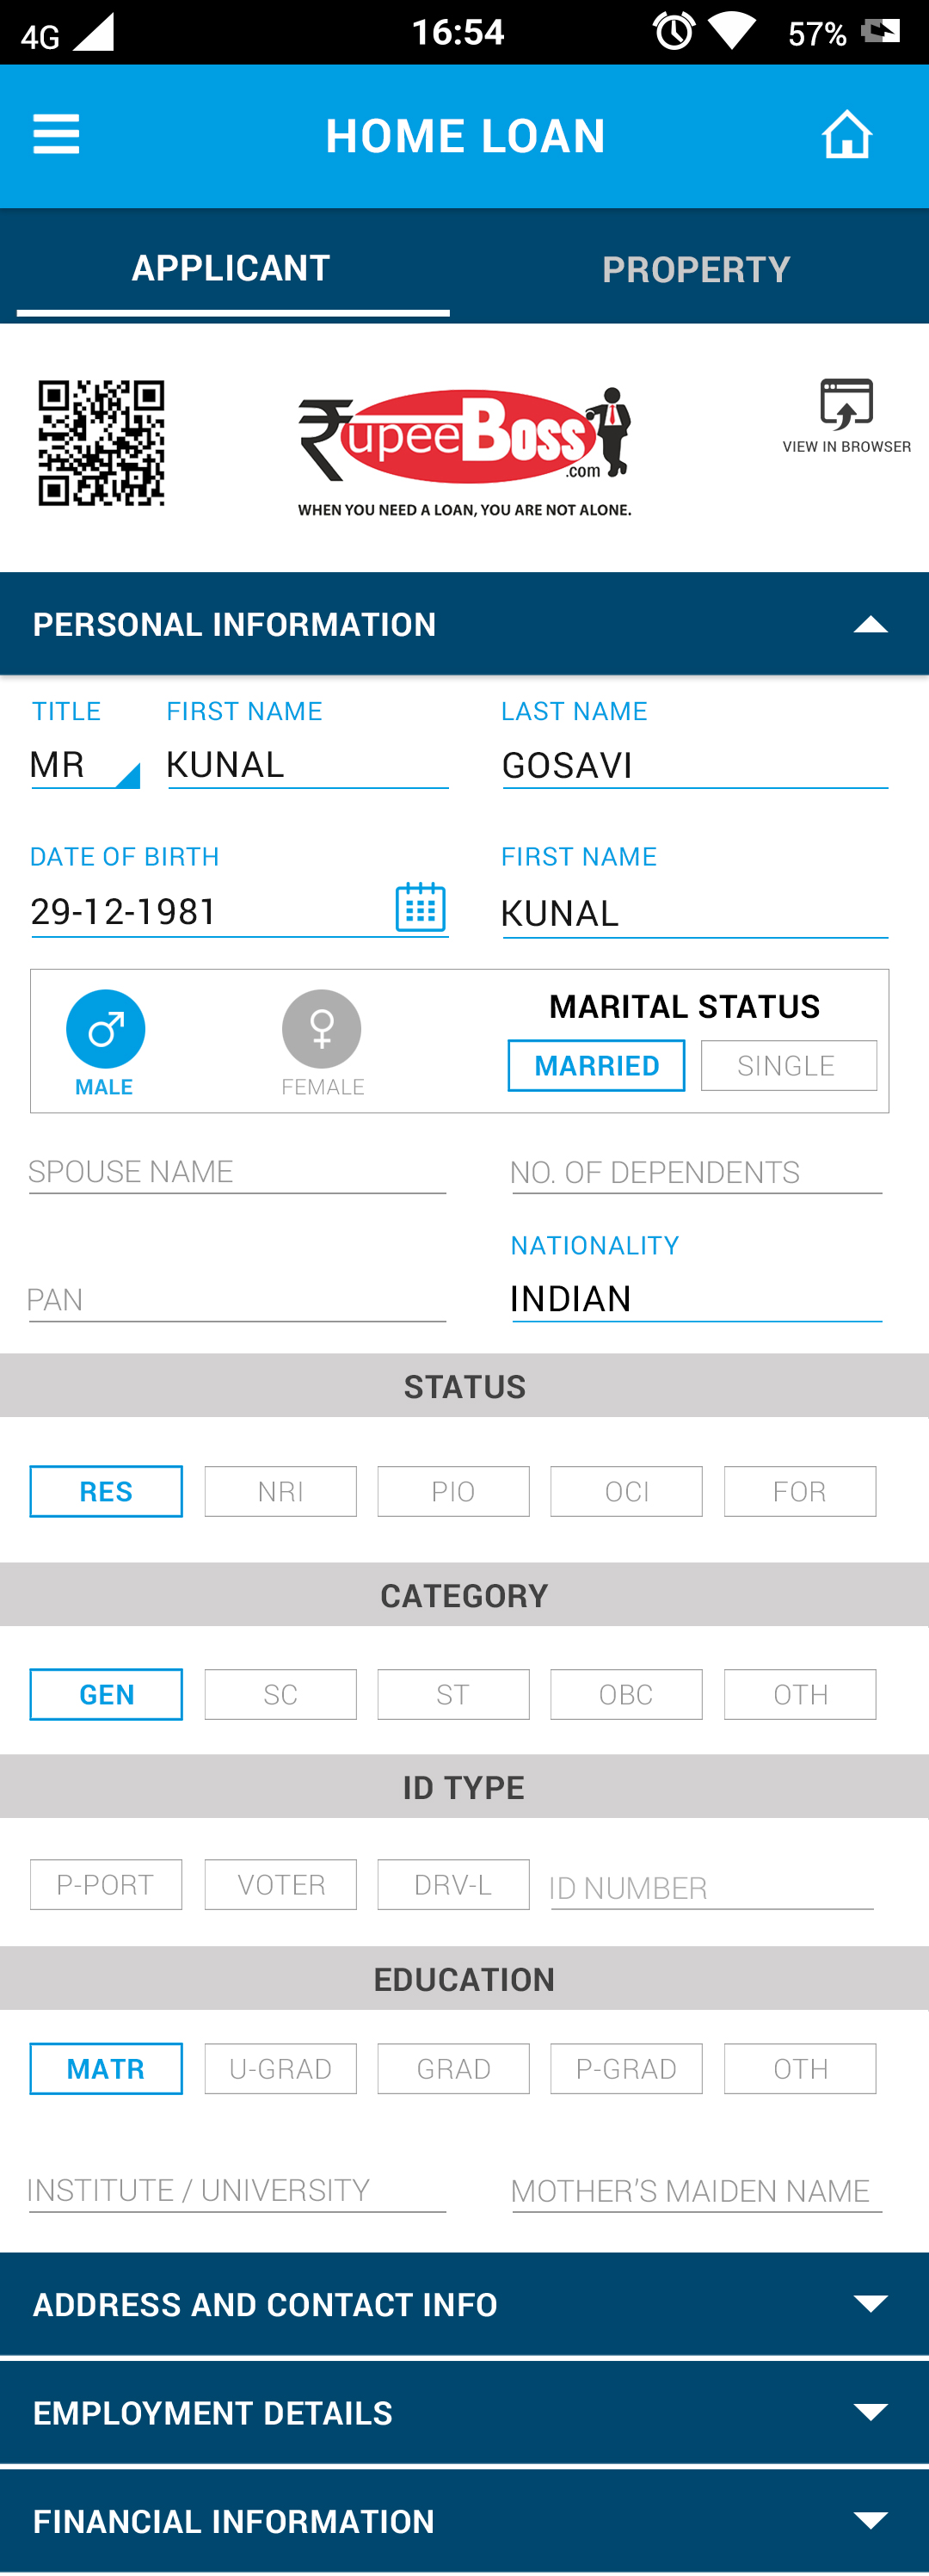 4G 16:54 57%
HOME LOAN
APPLICANT PROPERTY
₹upeeBoss
.com
WHEN YOU NEED A LOAN, YOU ARE NOT ALONE.
VIEW IN BROWSER
PERSONAL INFORMATION
TITLE FIRST NAME LAST NAME
MR KUNAL GOSAVI
DATE OF BIRTH FIRST NAME
29-12-1981 KUNAL
MARITAL STATUS
MARRIED SINGLE
MALE FEMALE
SPOUSE NAME NO. OF DEPENDENTS
NATIONALITY
PAN INDIAN
STATUS
RES NRI PIO OCI FOR
CATEGORY
GEN SC ST OBC OTH
ID TYPE
P-PORT VOTER DRV-L ID NUMBER
EDUCATION
MATR U-GRAD GRAD P-GRAD OTH
INSTITUTE / UNIVERSITY MOTHER'S MAIDEN NAME
ADDRESS AND CONTACT INFO
EMPLOYMENT DETAILS
FINANCIAL INFORMATION